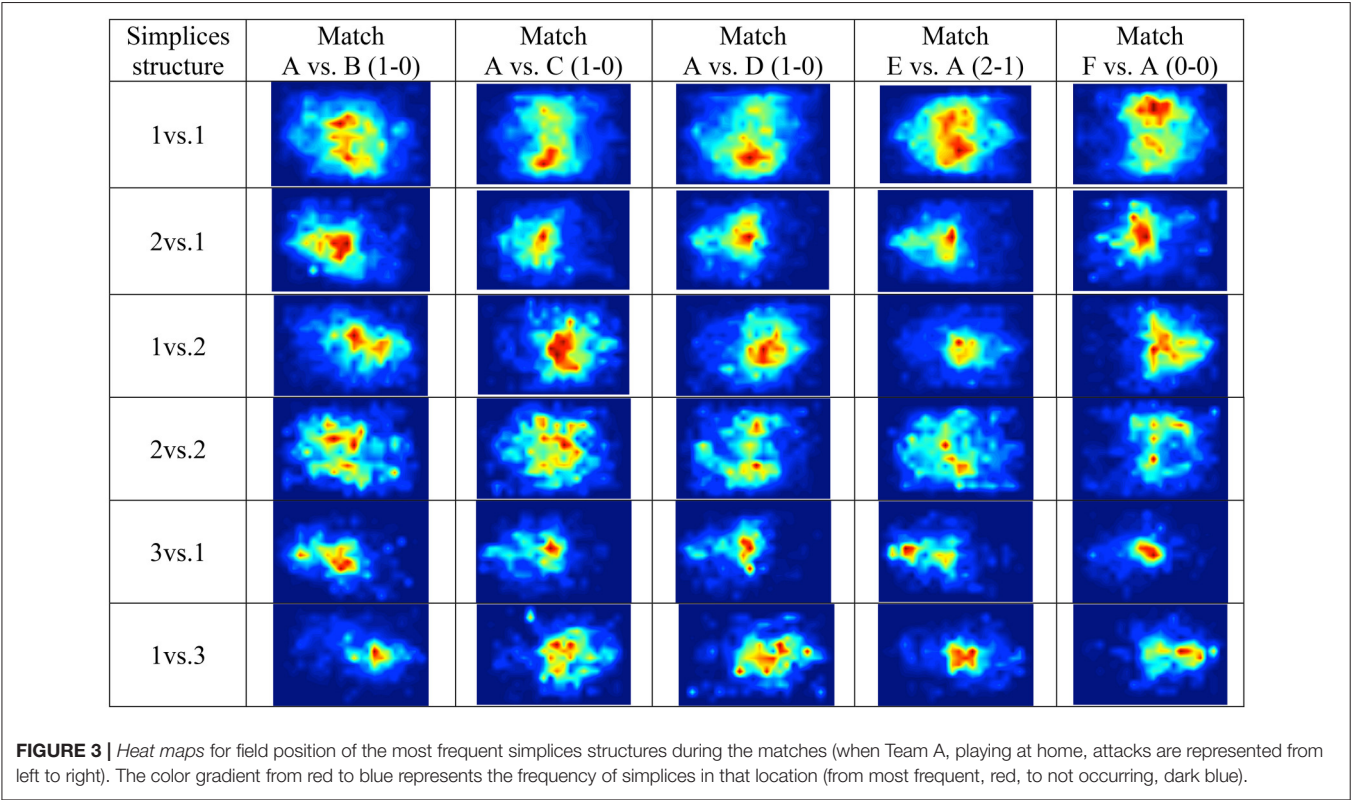 Simplices structure
Match A vs. B (1-0)
Match A vs. C (1-0)
Match A vs. D (1-0)
Match E vs. A (2-1)
Match F vs. A (0-0)
1vs.1
2vs.1
1vs.2
2vs.2
3vs.1
1vs.3
FIGURE 3 | Heat maps for field position of the most frequent simplices structures during the matches (when Team A, playing at home, attacks are represented from
left to right). The color gradient from red to blue represents the frequency of simplices in that location (from most frequent, red, to not occurring, dark blue).